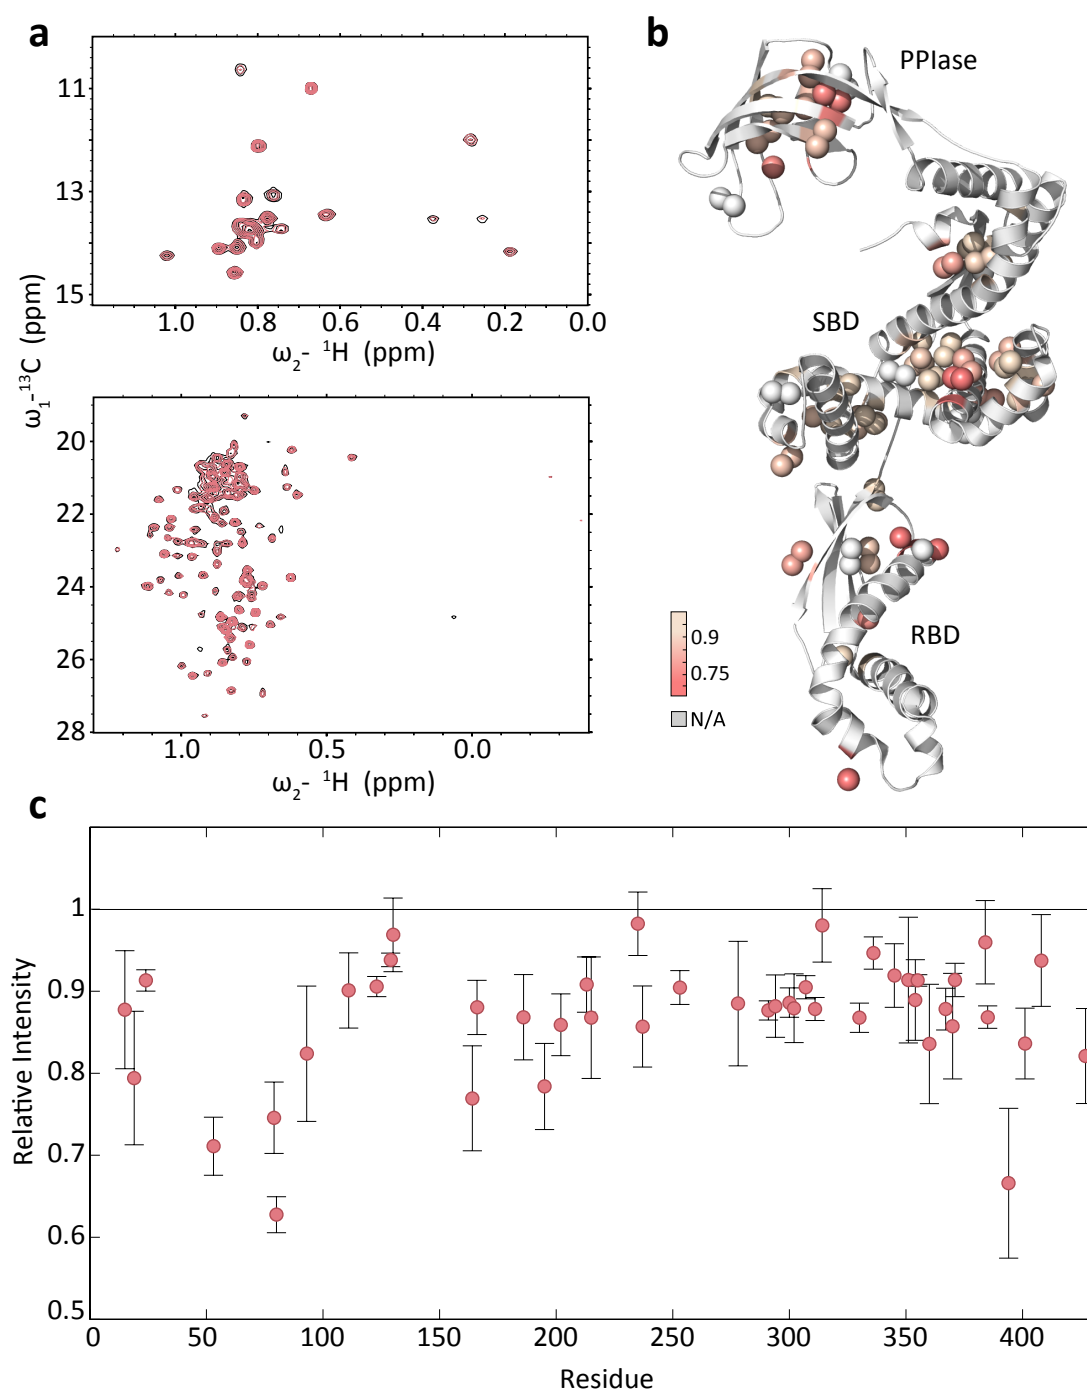 a
11
13
15
1.0 0.8 0.6 0.4 0.2 0.0
ω2- 1H (ppm)
ω1-13C (ppm)
20
22
24
26
28
1.0 0.5 0.0
ω2- 1H (ppm)
b
PPIase
SBD
RBD
0.9
0.75
N/A
c
1
0.9
0.8
0.7
0.6
0.5
Relative Intensity
0 50 100 150 200 250 300 350 400
Residue